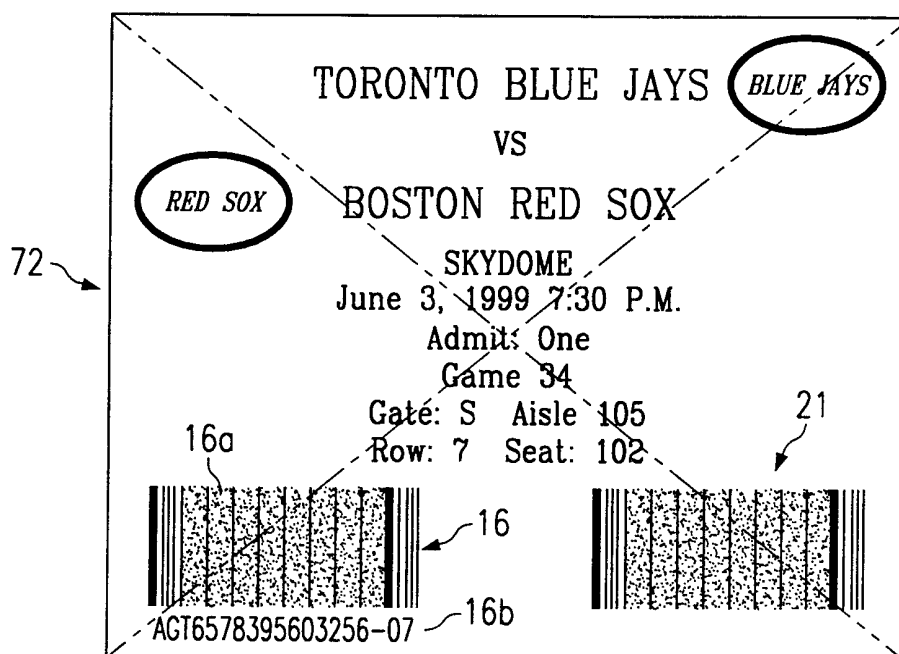 TORONTO BLUE JAYS
BLUE JAYS
VS
RED SOX
BOSTON RED SOX
72
SKYDOME
June 3, 1999 7:30 P.M.
Admit: One
Game 34
Gate: S Aisle 105
Row: 7 Seat: 102
21
16a
16
AGT6578395603256-07
16b